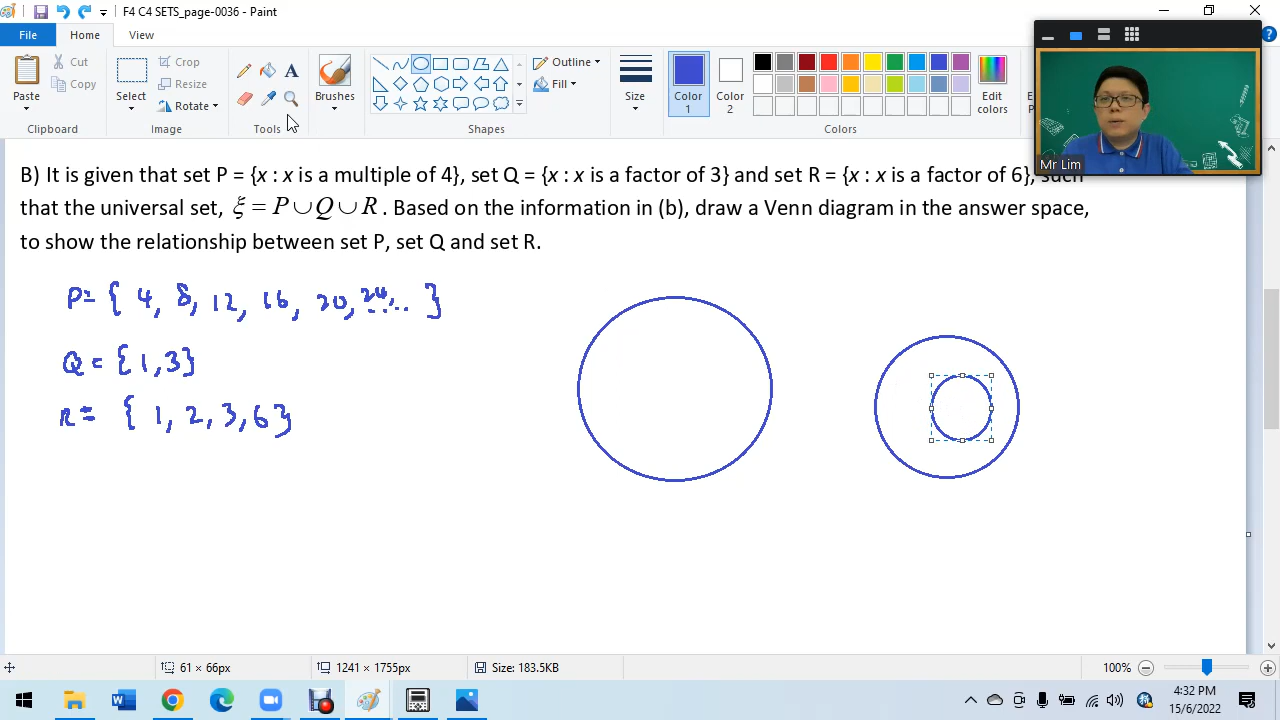 F4 C4 SETS_page-0036 - Paint
File Home View
Paste Cut Copy Clipboard
Select Crop Resize Rotate Image
Tools
Brushes
Shapes
Outline Fill
Size
Color 1 Color 2
Colors
Edit colors
Mr Lim
B) It is given that set P = {x : x is a multiple of 4}, set Q = {x : x is a factor of 3} and set R = {x : x is a factor of 6}, such
that the universal set, ξ = P ∪ Q ∪ R. Based on the information in (b), draw a Venn diagram in the answer space,
to show the relationship between set P, set Q and set R.
P = { 4, 8, 12, 16, 20, 24, ... }
Q = { 1, 3 }
R = { 1, 2, 3, 6 }
61 × 66px 1241 × 1755px Size: 183.5KB 100%
4:32 PM
15/6/2022